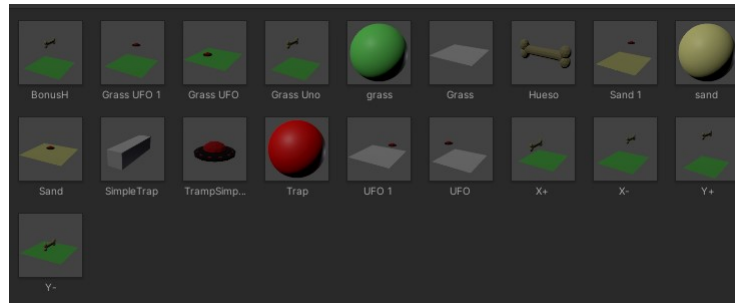 BonusH Grass UFO 1 Grass UFO Grass Uno grass Grass Hueso Sand 1 sand
Sand SimpleTrap TrampSimp... Trap UFO 1 UFO X+ X- Y+
Y-